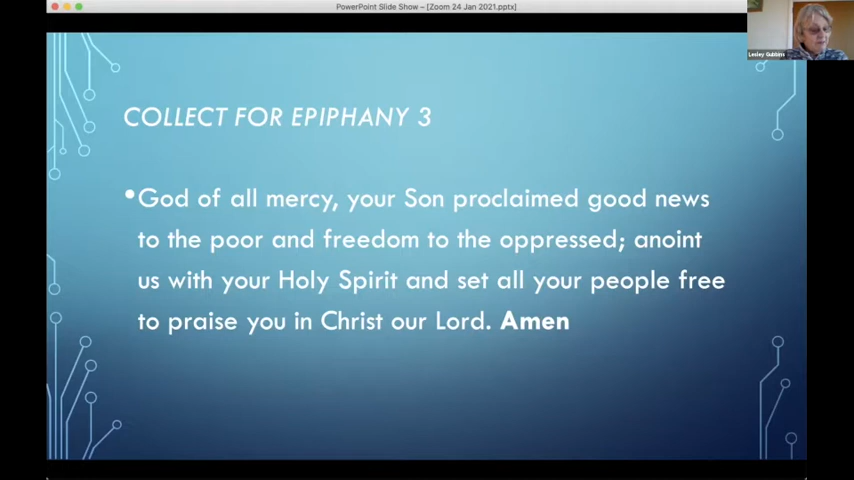 PowerPoint Slide Show – [Zoom 24 Jan 2021.pptx]
Lesley Gubbins
COLLECT FOR EPIPHANY 3
•God of all mercy, your Son proclaimed good news
to the poor and freedom to the oppressed; anoint
us with your Holy Spirit and set all your people free
to praise you in Christ our Lord. Amen